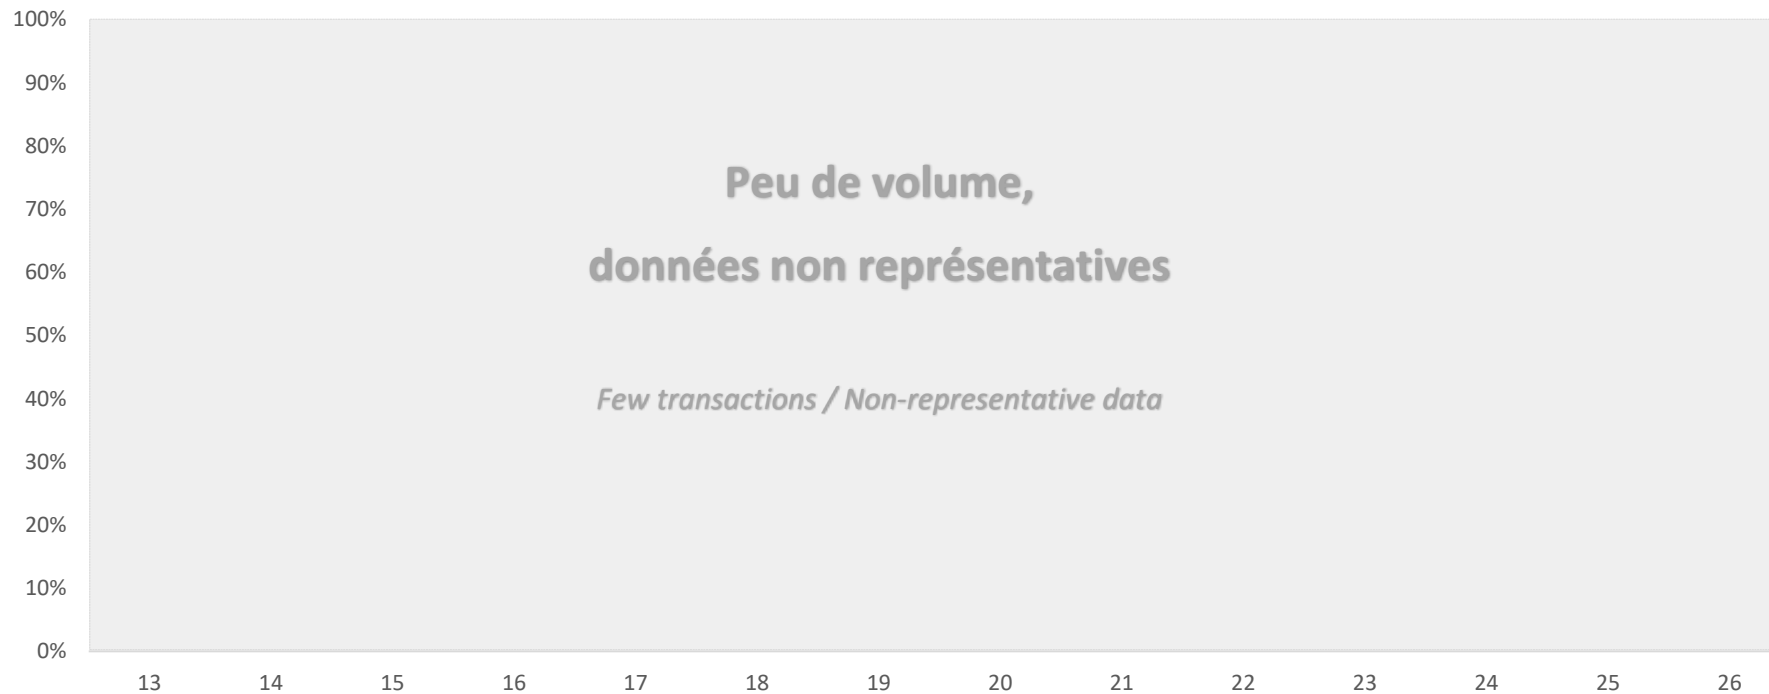 100%
90%
80%
70%
60%
50%
40%
30%
20%
10%
0%
Peu de volume,
données non représentatives
Few transactions / Non-representative data
13 14 15 16 17 18 19 20 21 22 23 24 25 26